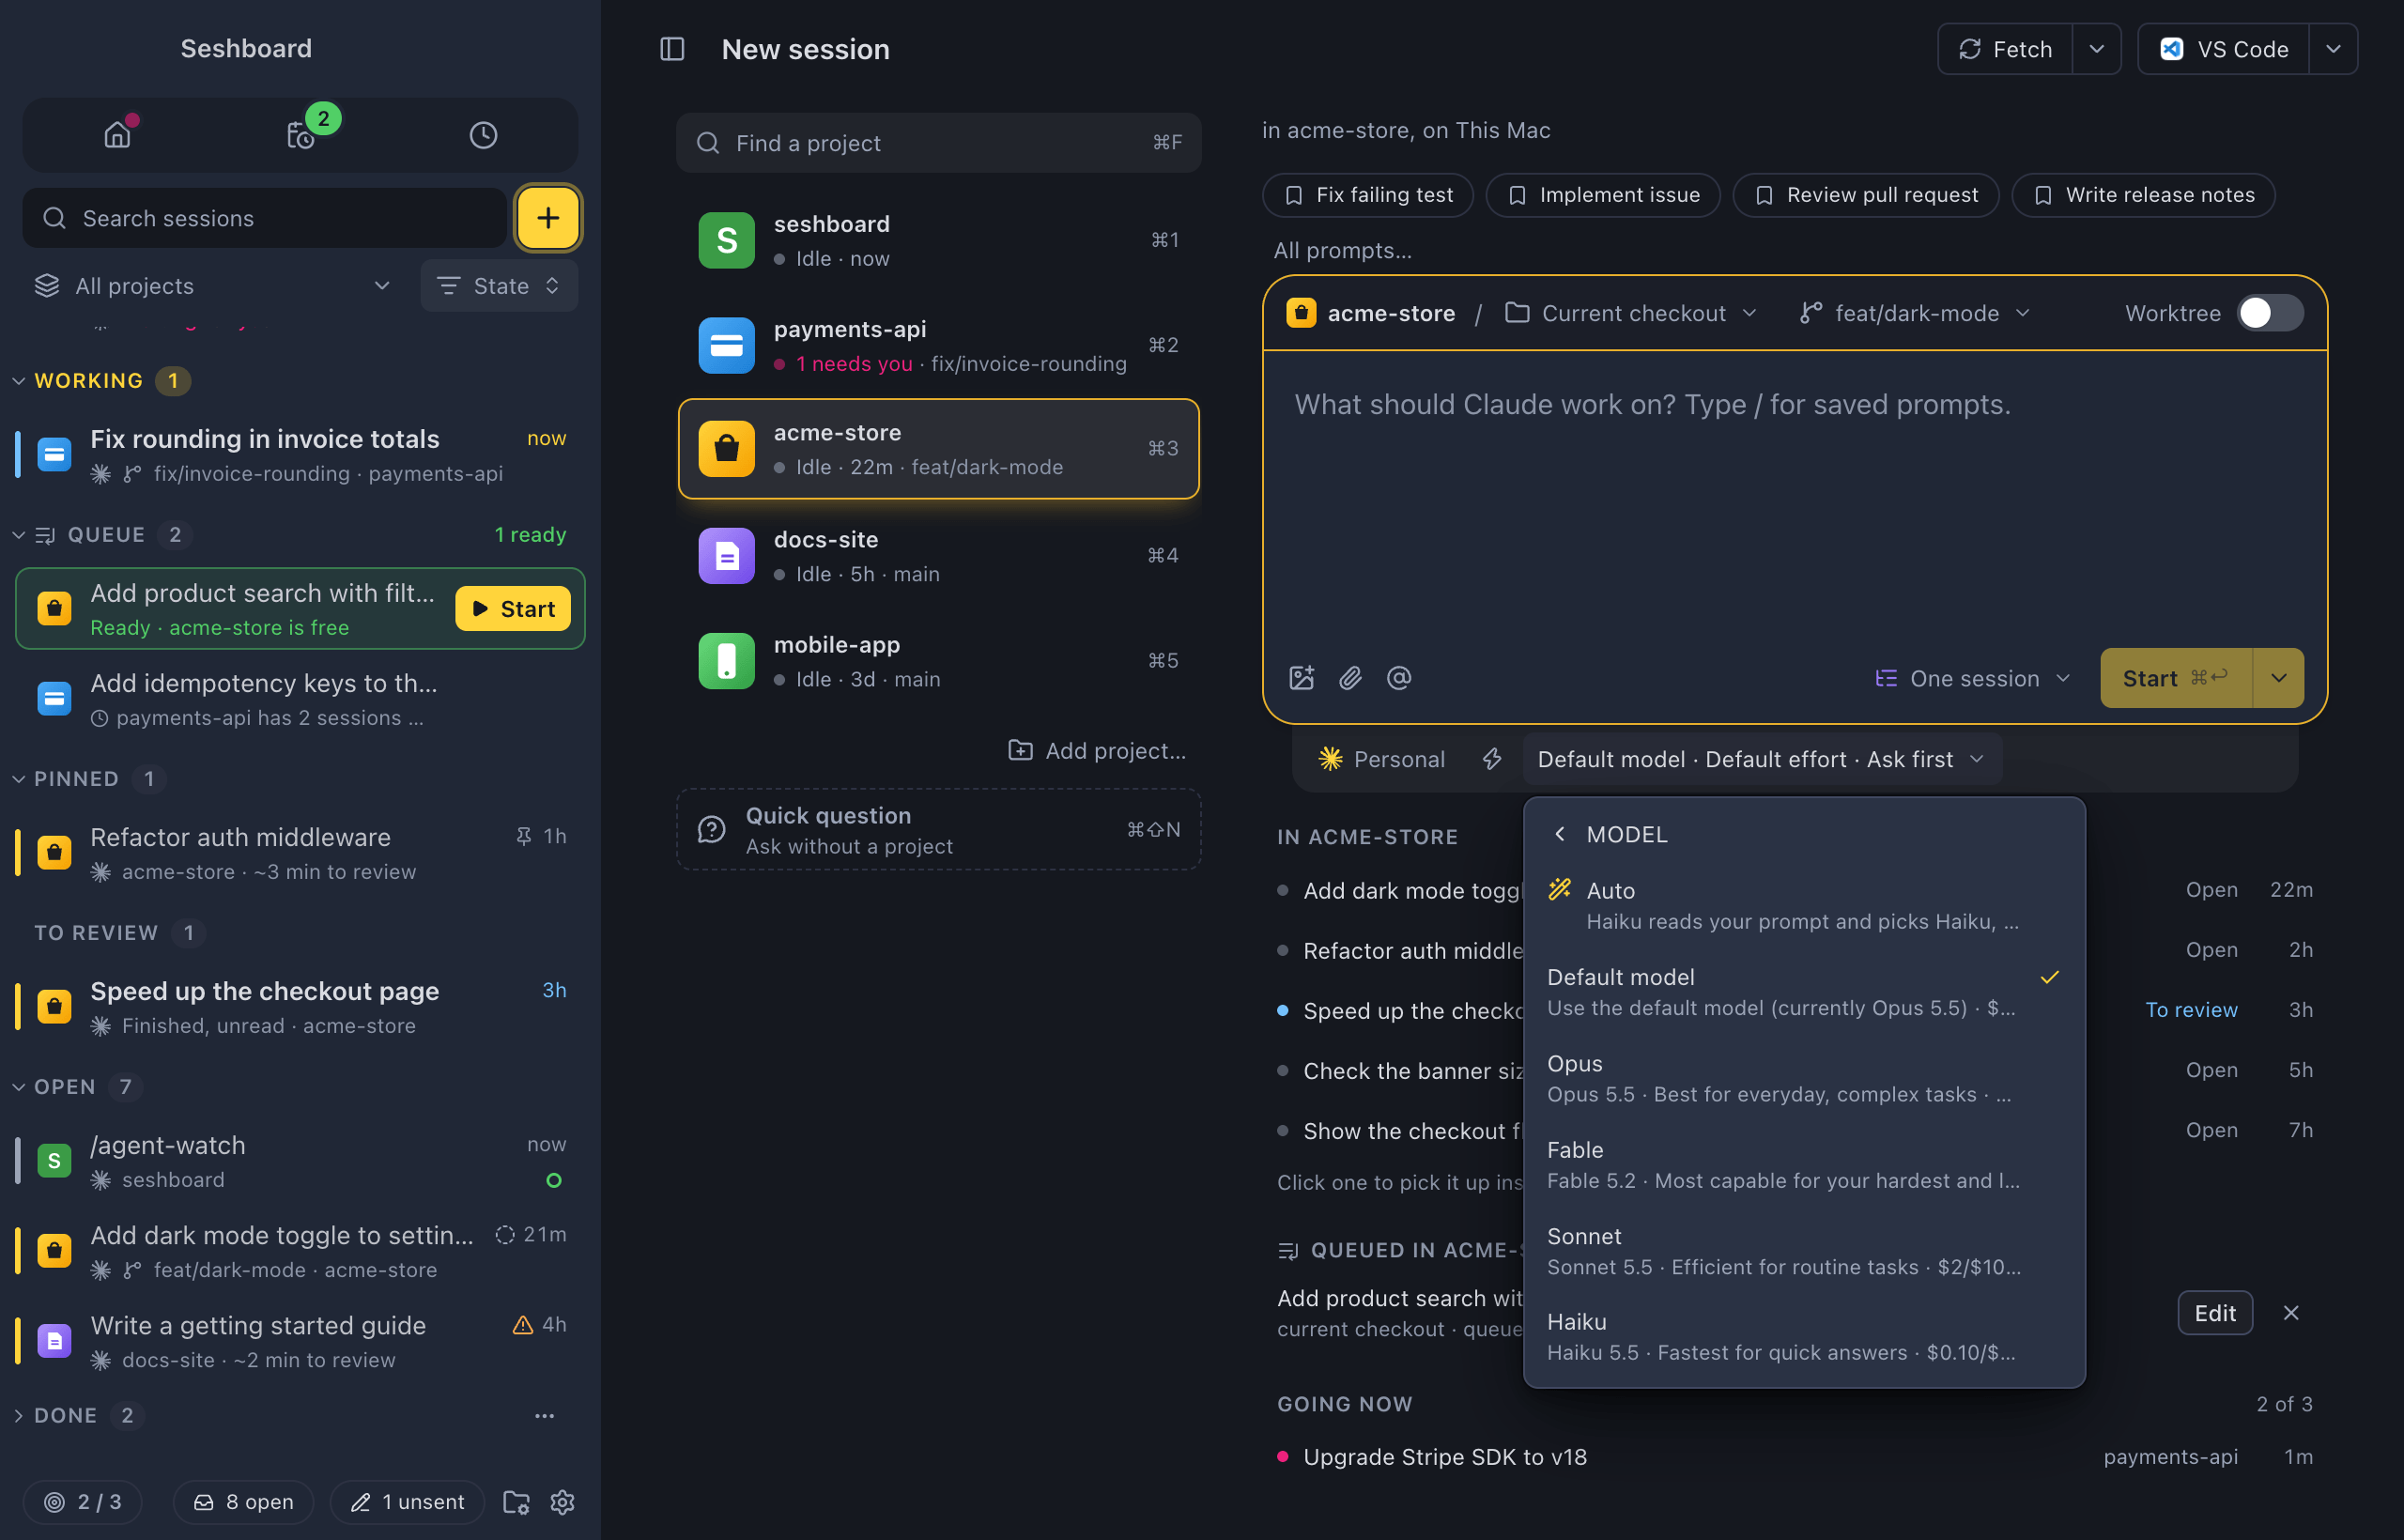 Seshboard
2
Search sessions
All projects
State
WORKING 1
Fix rounding in invoice totals now
fix/invoice-rounding · payments-api
QUEUE 2 1 ready
Add product search with filt...
Start
Ready · acme-store is free
Add idempotency keys to th...
payments-api has 2 sessions ...
PINNED 1
Refactor auth middleware 1h
acme-store · ~3 min to review
TO REVIEW 1
Speed up the checkout page 3h
Finished, unread · acme-store
OPEN 7
/agent-watch now
S seshboard
Add dark mode toggle to settin... 21m
feat/dark-mode · acme-store
Write a getting started guide 4h
docs-site · ~2 min to review
DONE 2 ...
2 / 3 8 open 1 unsent
New session
Fetch VS Code
Find a project ⌘F
S seshboard ⌘1
Idle · now
payments-api ⌘2
1 needs you · fix/invoice-rounding
acme-store ⌘3
Idle · 22m · feat/dark-mode
docs-site ⌘4
Idle · 5h · main
mobile-app ⌘5
Idle · 3d · main
Add project...
Quick question ⌘⇧N
Ask without a project
in acme-store, on This Mac
Fix failing test Implement issue Review pull request Write release notes
All prompts...
acme-store / Current checkout feat/dark-mode Worktree
What should Claude work on? Type / for saved prompts.
One session Start ⌘↩
Personal Default model · Default effort · Ask first
MODEL
Auto
Haiku reads your prompt and picks Haiku, ...
Default model
Use the default model (currently Opus 5.5) · $...
Opus
Opus 5.5 · Best for everyday, complex tasks · ...
Fable
Fable 5.2 · Most capable for your hardest and l...
Sonnet
Sonnet 5.5 · Efficient for routine tasks · $2/$10...
Haiku
Haiku 5.5 · Fastest for quick answers · $0.10/$...
IN ACME-STORE
Add dark mode Open 22m
Refactor auth Open 2h
Speed up the To review 3h
Check the banner Open 5h
Show the checkout Open 7h
Click one to pick it up
QUEUED IN
Add product search Edit
current checkout ·
GOING NOW 2 of 3
Upgrade Stripe SDK to v18 payments-api 1m